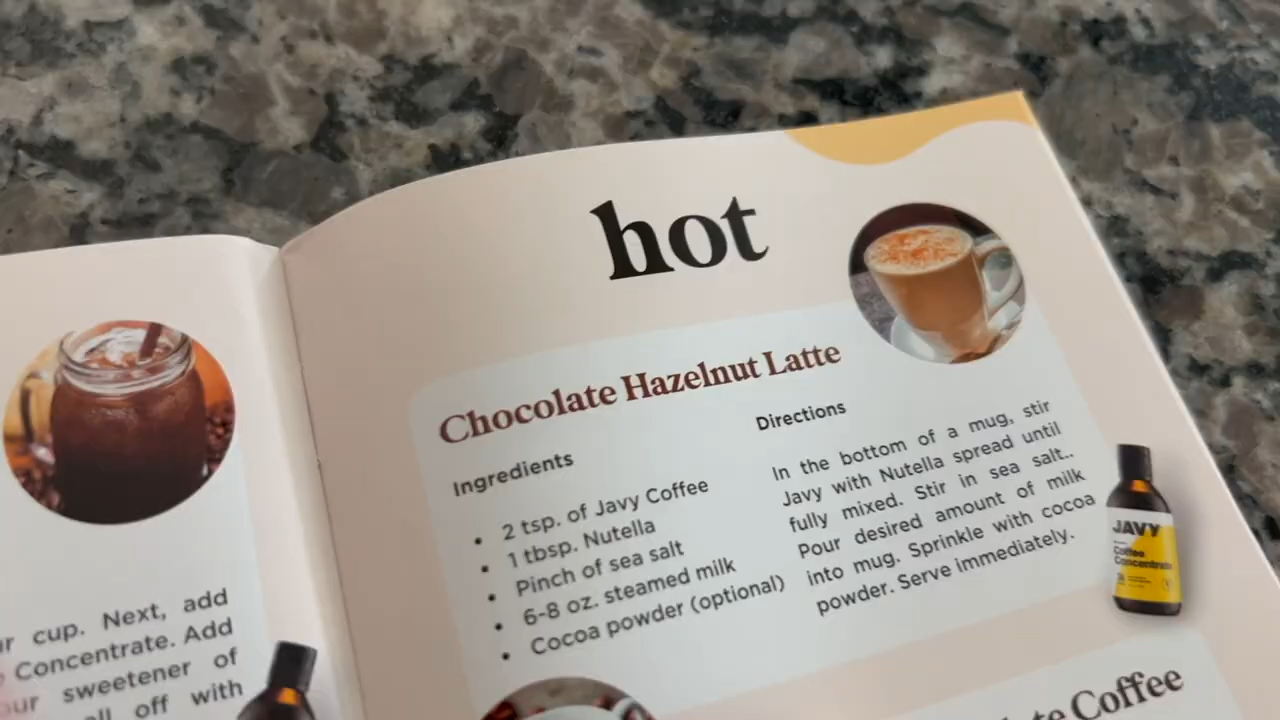 hot
Chocolate Hazelnut Latte
Ingredients
• 2 tsp. of Javy Coffee
• 1 tbsp. Nutella
• Pinch of sea salt
• 6-8 oz. steamed milk
• Cocoa powder (optional)
Directions
In the bottom of a mug, stir
Javy with Nutella spread until
fully mixed. Stir in sea salt..
Pour desired amount of milk
into mug. Sprinkle with cocoa
powder. Serve immediately.
JAVY
Coffee
Concentrate
Coffee
cup. Next, add
Concentrate. Add
sweetener of
all off with